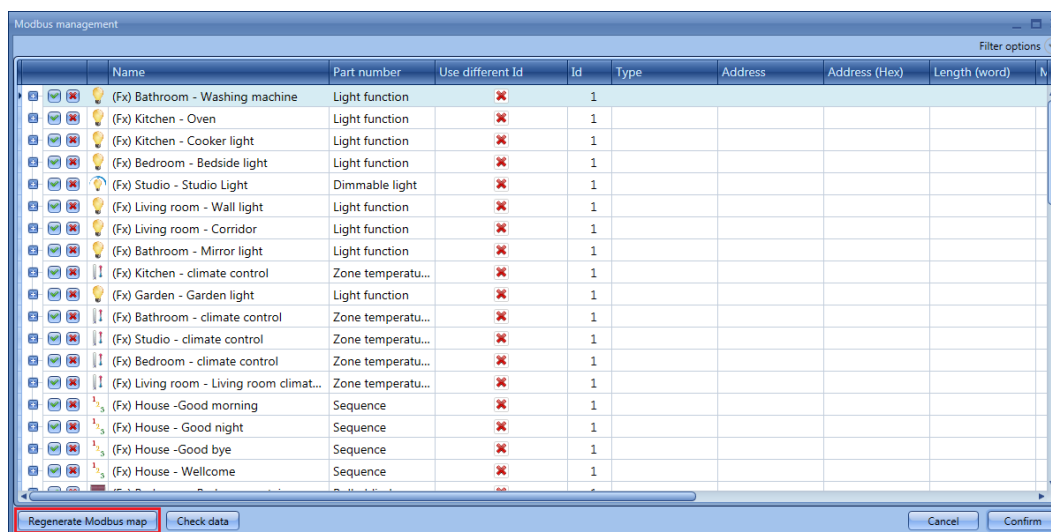 Modbus management
Filter options
Name Part number Use different Id Id Type Address Address (Hex) Length (word)
(Fx) Bathroom - Washing machine Light function 1
(Fx) Kitchen - Oven Light function 1
(Fx) Kitchen - Cooker light Light function 1
(Fx) Bedroom - Bedside light Light function 1
(Fx) Studio - Studio Light Dimmable light 1
(Fx) Living room - Wall light Light function 1
(Fx) Living room - Corridor Light function 1
(Fx) Bathroom - Mirror light Light function 1
(Fx) Kitchen - climate control Zone temperatu... 1
(Fx) Garden - Garden light Light function 1
(Fx) Bathroom - climate control Zone temperatu... 1
(Fx) Studio - climate control Zone temperatu... 1
(Fx) Bedroom - climate control Zone temperatu... 1
(Fx) Living room - Living room climat... Zone temperatu... 1
(Fx) House -Good morning Sequence 1
(Fx) House - Good night Sequence 1
(Fx) House -Good bye Sequence 1
(Fx) House - Wellcome Sequence 1
Regenerate Modbus map Check data Cancel Confirm